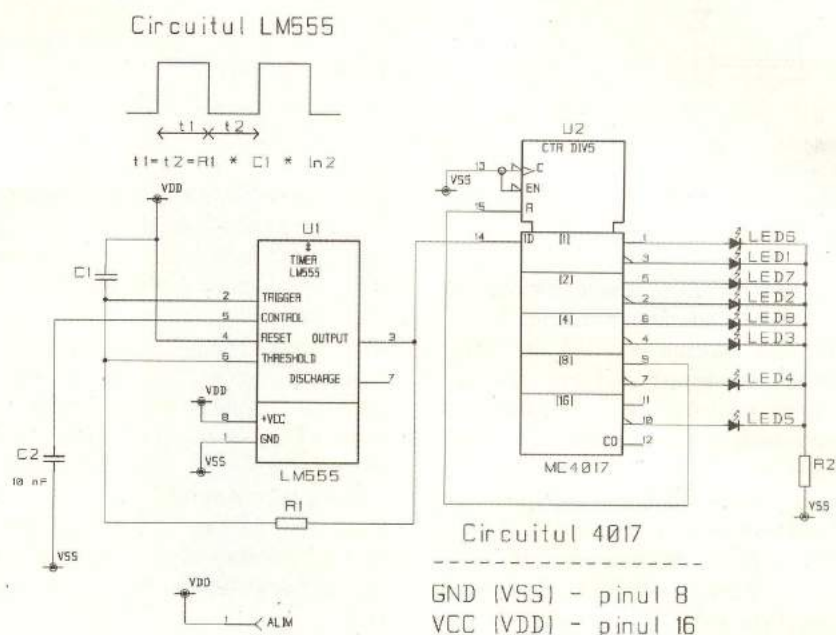 Circuitul LM555
t1 t2
t1=t2=R1 * C1 * ln2
VDD
C1
U1
TIMER
LM555
2 TRIGGER
5 CONTROL
4 RESET OUTPUT 3
6 THRESHOLD
DISCHARGE 7
VDD
8 +VCC
1 GND
VSS
LM555
C2
10 nF
R1
VSS
VDD
1 ALIM
U2
CTR DIV5
13 C
VSS
EN
15 R
14 1D [1] 1 LED6
3 LED1
[2] 5 LED7
2 LED2
[4] 6 LED8
4 LED3
[8] 9
7 LED4
[16] 11
10 LED5
CO 12
MC4017
R2
VSS
Circuitul 4017
GND (VSS) - pinul 8
VCC (VDD) - pinul 16